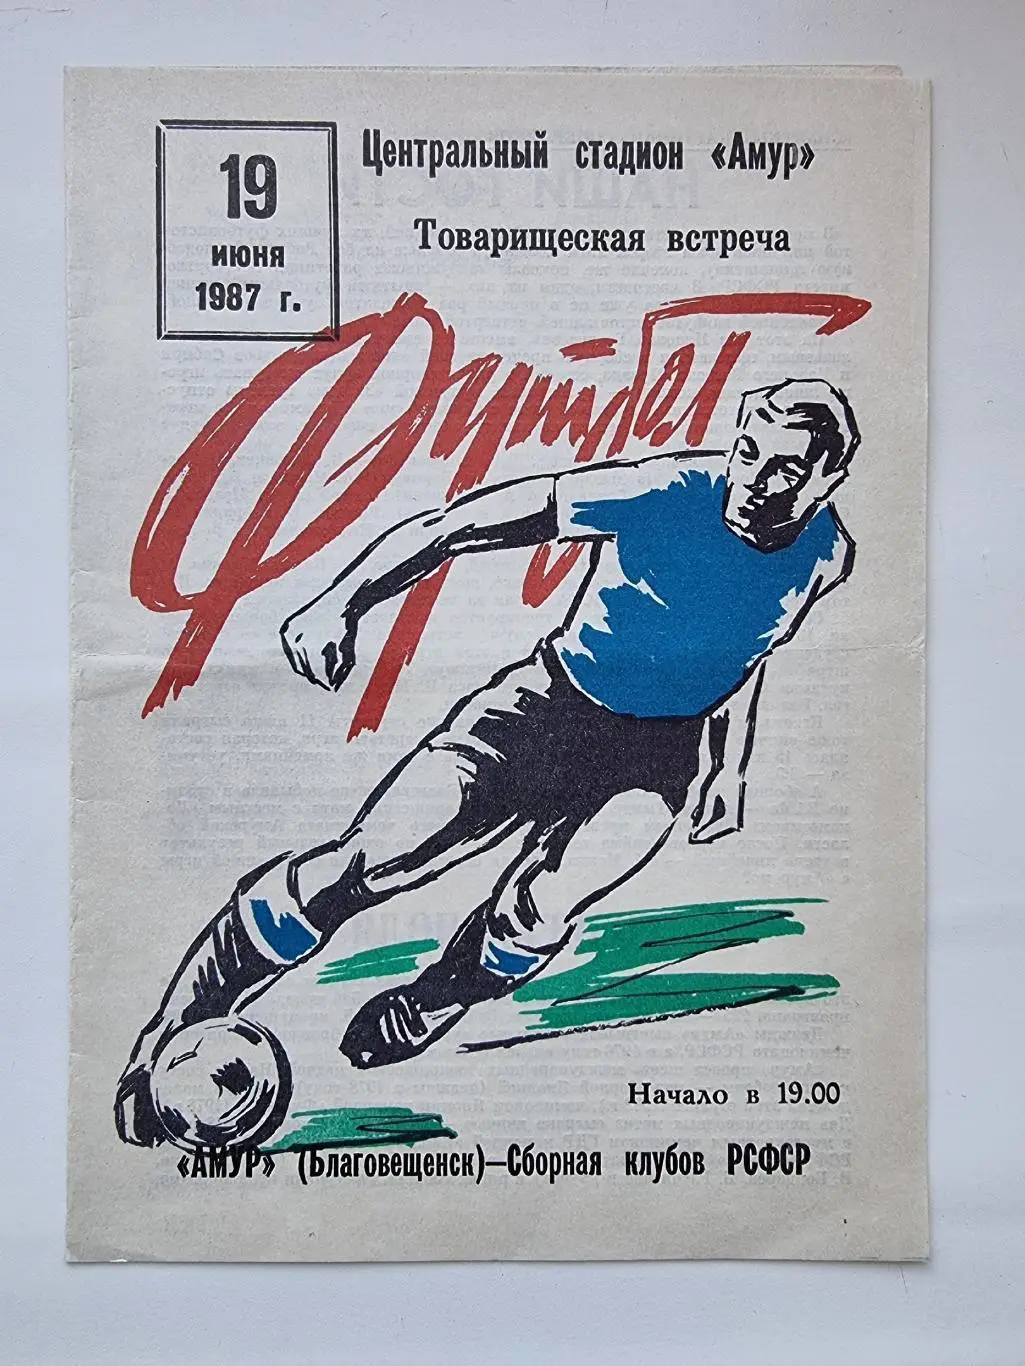 19
июня
1987 г.
Центральный стадион «Амур»
Товарищеская встреча
Футбол
Начало в 19.00
«АМУР» (Благовещенск)—Сборная клубов РСФСР